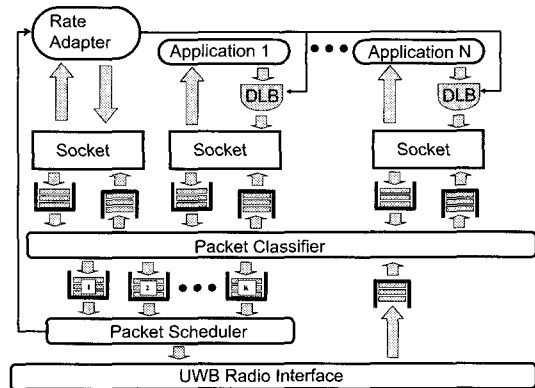 Rate
Adapter
Application 1
Application N
DLB
DLB
Socket
Socket
Socket
Packet Classifier
1
2
K
Packet Scheduler
UWB Radio Interface